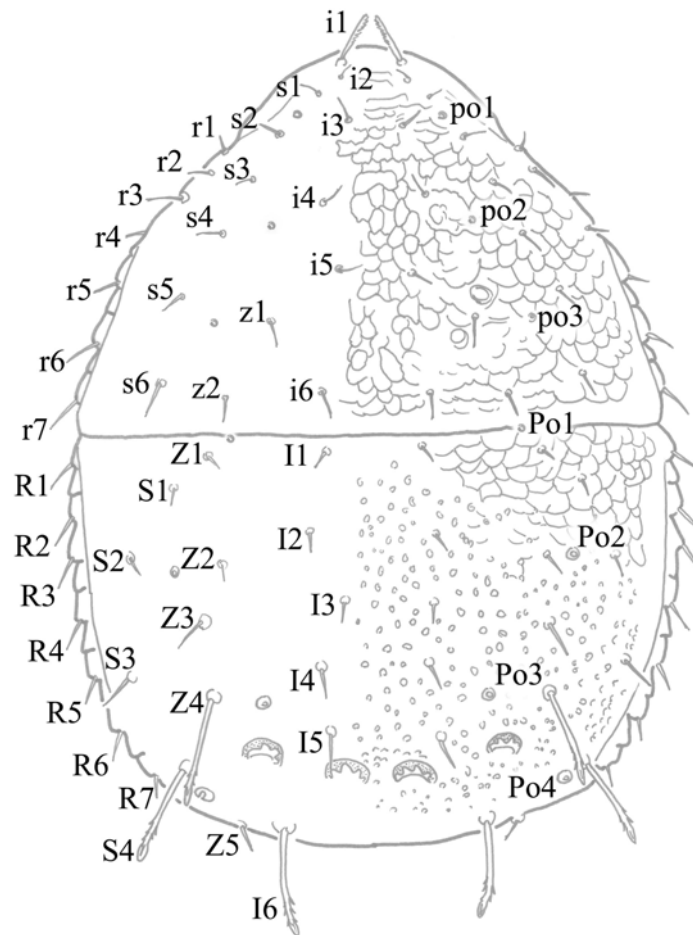 i1
i2
s1
po1
s2
i3
r1
r2
s3
r3
i4
s4
po2
r4
i5
r5
s5
z1
po3
r6
s6
z2
i6
r7
Po1
Z1
I1
R1
S1
R2
I2
Po2
S2
Z2
R3
I3
Z3
R4
S3
I4
Po3
R5
Z4
I5
R6
R7
Po4
S4
Z5
I6